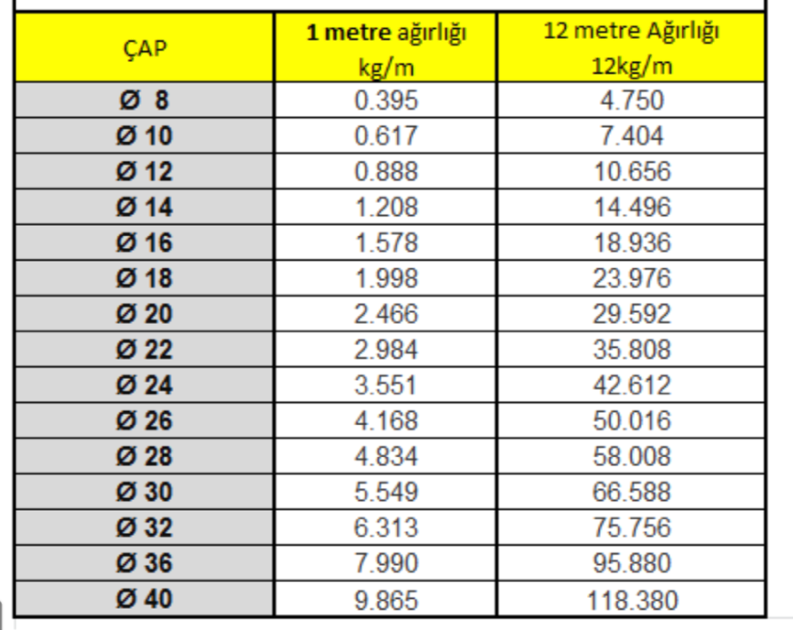 ÇAP 1 metre ağırlığı kg/m 12 metre Ağırlığı 12kg/m
Ø 8 0.395 4.750
Ø 10 0.617 7.404
Ø 12 0.888 10.656
Ø 14 1.208 14.496
Ø 16 1.578 18.936
Ø 18 1.998 23.976
Ø 20 2.466 29.592
Ø 22 2.984 35.808
Ø 24 3.551 42.612
Ø 26 4.168 50.016
Ø 28 4.834 58.008
Ø 30 5.549 66.588
Ø 32 6.313 75.756
Ø 36 7.990 95.880
Ø 40 9.865 118.380